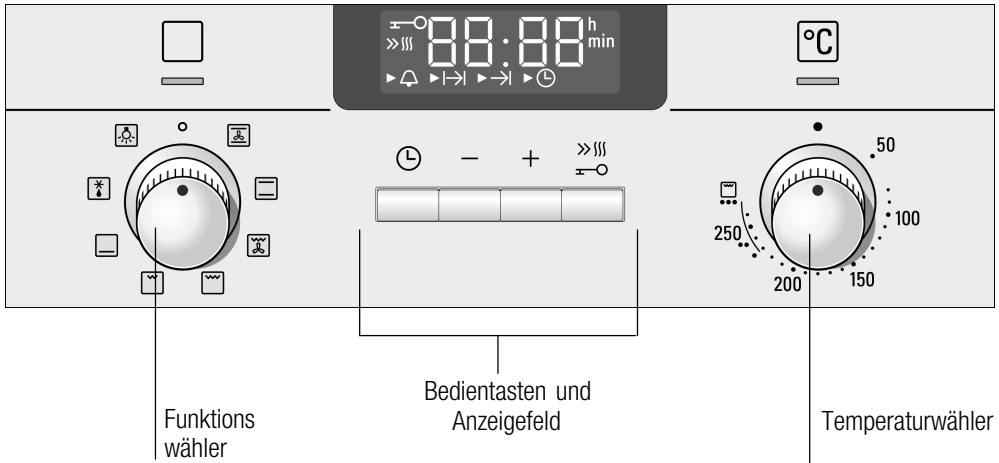 88:88 h
min
°C
− +
50
100
150
200
250
Bedientasten und
Anzeigefeld
Funktions
wähler
Temperaturwähler